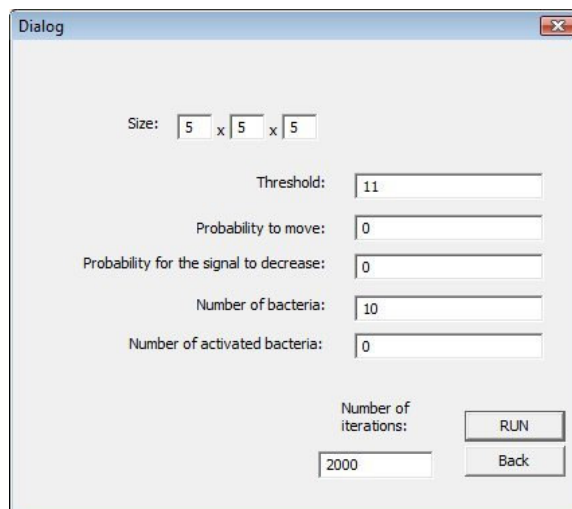 Dialog
Size: 5 x 5 x 5
Threshold: 11
Probability to move: 0
Probability for the signal to decrease: 0
Number of bacteria: 10
Number of activated bacteria: 0
Number of
iterations:
RUN
2000
Back